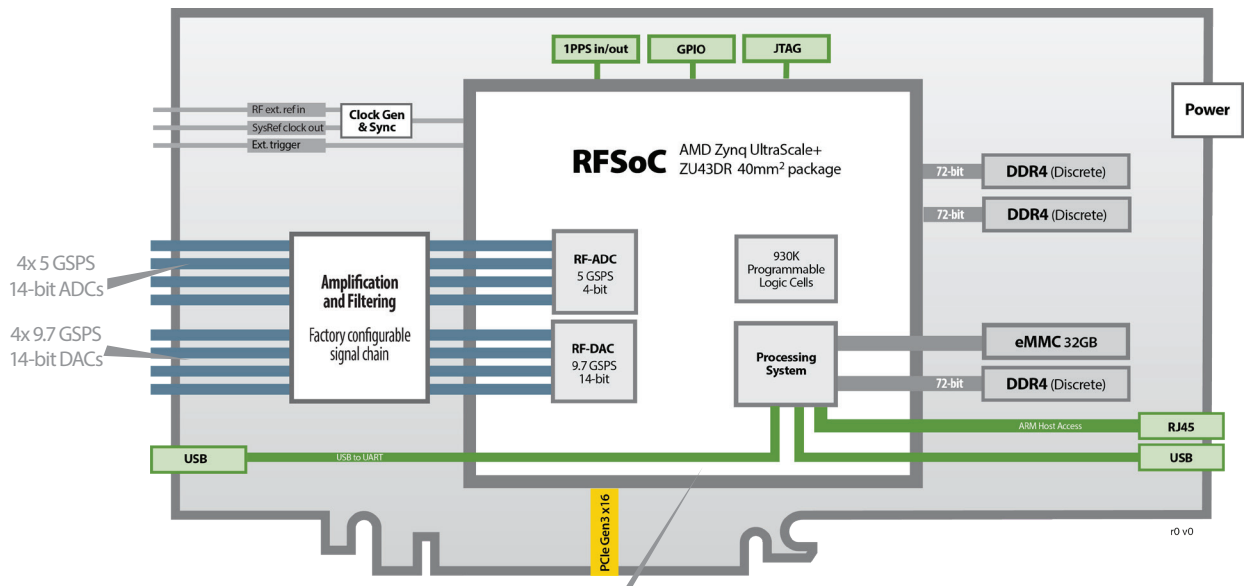 1PPS in/out
GPIO
JTAG
Power
RF ext. ref in
SysRef clock out
Ext. trigger
Clock Gen
& Sync
RFSoC
AMD Zynq UltraScale+
ZU43DR 40mm² package
72-bit
DDR4 (Discrete)
72-bit
DDR4 (Discrete)
4x 5 GSPS
14-bit ADCs
4x 9.7 GSPS
14-bit DACs
Amplification
and Filtering
Factory configurable
signal chain
RF-ADC
5 GSPS
4-bit
RF-DAC
9.7 GSPS
14-bit
930K
Programmable
Logic Cells
Processing
System
eMMC 32GB
72-bit
DDR4 (Discrete)
ARM Host Access
RJ45
USB
USB to UART
USB
PCIe Gen3 x16
r0 v0